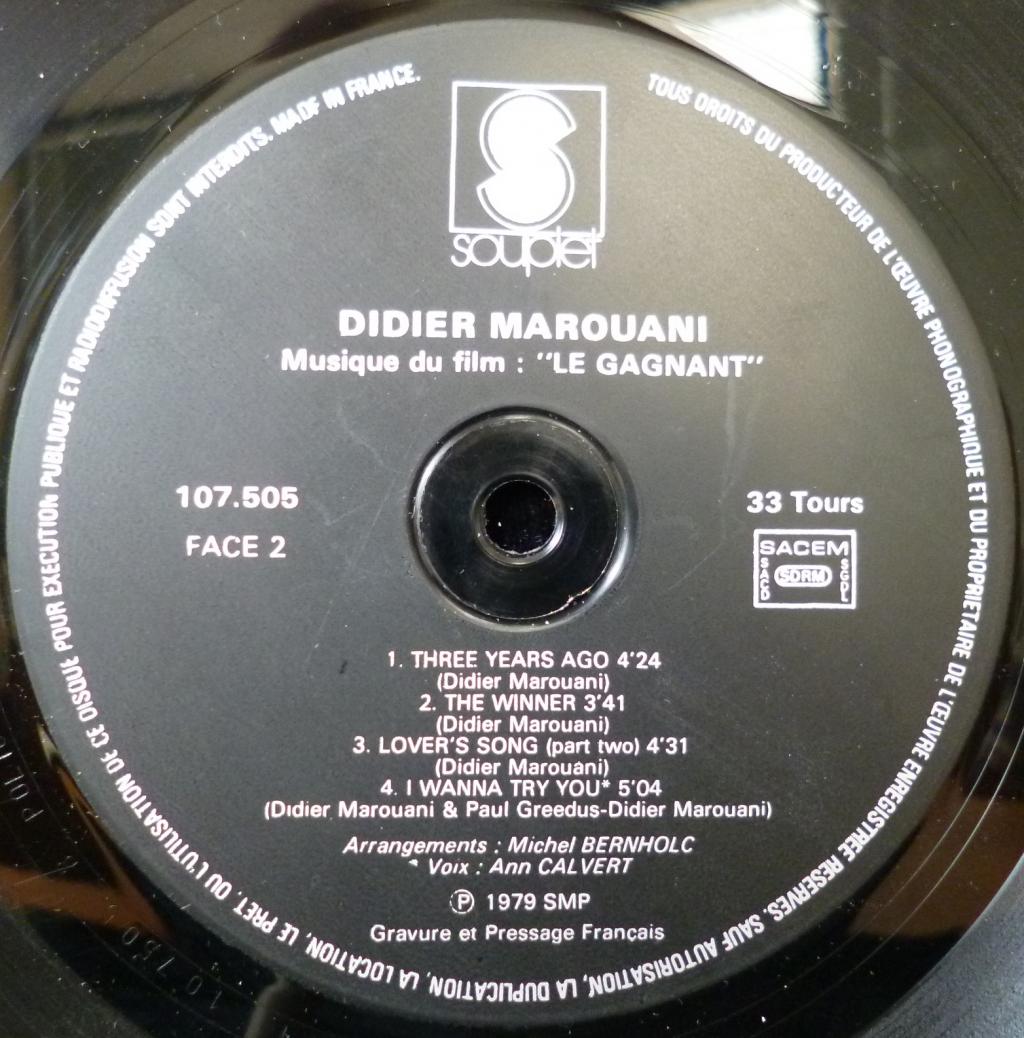 TOUS DROITS DU PRODUCTEUR DE L'ŒUVRE PHONOGRAPHIQUE ET DU PROPRIETAIRE DE L'ŒUVRE ENREGISTREE RESERVES. SAUF AUTORISATION, LA DUPLICATION, LA LOCATION, LE PRET, OU L'UTILISATION DE CE DISQUE POUR EXECUTION PUBLIQUE ET RADIODIFFUSION SONT INTERDITS. MADE IN FRANCE.
S
souplet
DIDIER MAROUANI
Musique du film : "LE GAGNANT"
107.505
FACE 2
33 Tours
SACEM
SACD
SDRM
SGDL
1. THREE YEARS AGO 4'24
(Didier Marouani)
2. THE WINNER 3'41
(Didier Marouani)
3. LOVER'S SONG (part two) 4'31
(Didier Marouani)
4. I WANNA TRY YOU* 5'04
(Didier Marouani & Paul Greedus-Didier Marouani)
Arrangements : Michel BERNHOLC
* Voix : Ann CALVERT
Ⓟ 1979 SMP
Gravure et Pressage Français